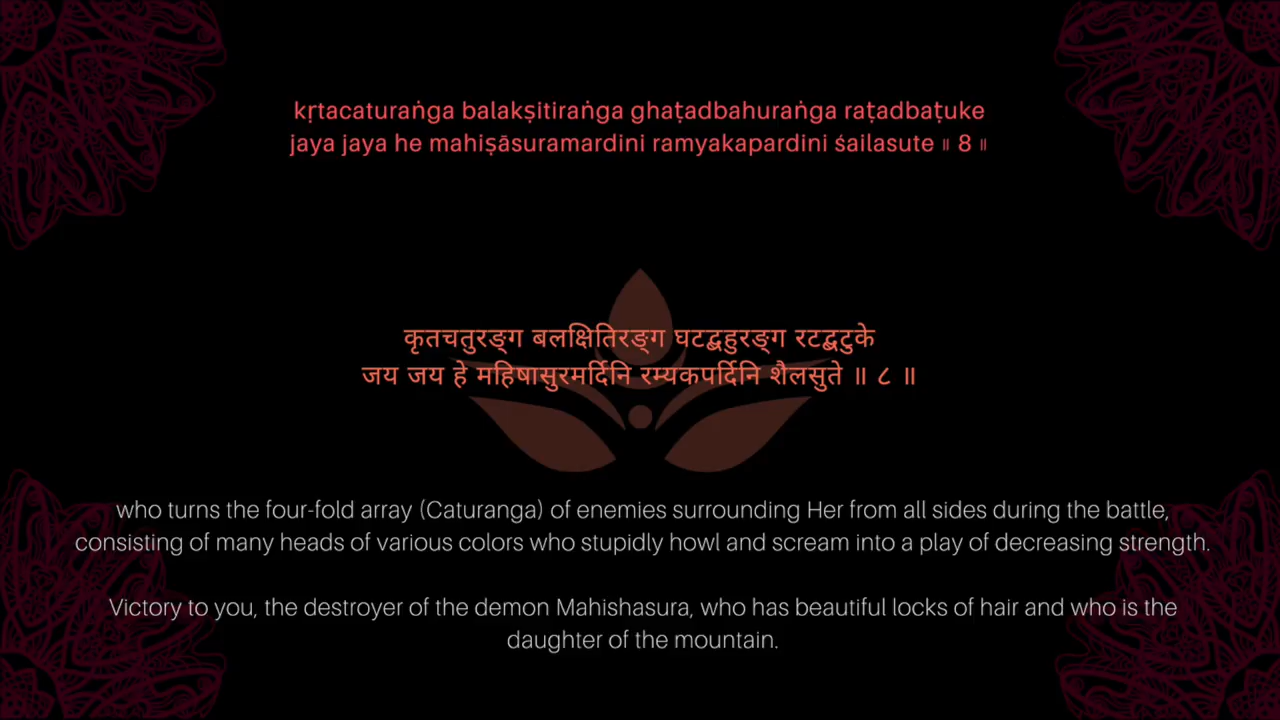 kṛtacaturaṅga balakṣitiraṅga ghaṭadbahuraṅga raṭadbaṭuke
jaya jaya he mahiṣāsuramardini ramyakapardini śailasute ॥ 8 ॥
कृतचतुरङ्ग बलक्षितिरङ्ग घटद्बहुरङ्ग रटद्बटुके
जय जय हे महिषासुरमर्दिनि रम्यकपर्दिनि शैलसुते ॥ ८ ॥
who turns the four-fold array (Caturanga) of enemies surrounding Her from all sides during the battle,
consisting of many heads of various colors who stupidly howl and scream into a play of decreasing strength.
Victory to you, the destroyer of the demon Mahishasura, who has beautiful locks of hair and who is the
daughter of the mountain.